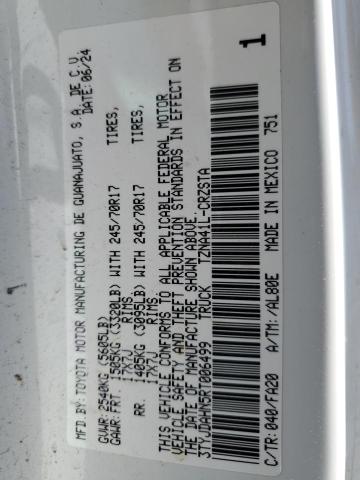 MFD. BY: TOYOTA MOTOR MANUFACTURING DE GUANAJUATO, S.A. DE C.V.
DATE: 06/24
GVWR: 2540KG (5605LB)
GAWR: FRT. 1505KG (3320LB) WITH 245/70R17 TIRES,
17X7J RIMS.
RR. 1405KG (3095LB) WITH 245/70R17 TIRES,
17X7J RIMS.
THIS VEHICLE CONFORMS TO ALL APPLICABLE FEDERAL MOTOR
VEHICLE SAFETY AND THEFT PREVENTION STANDARDS IN EFFECT ON
THE DATE OF MANUFACTURE SHOWN ABOVE.
3TYJDAHN5RT006499 TRUCK TZNA41L-CRZSTA
C/TR: 040/FA20 A/TM: /AL80E MADE IN MEXICO 751
1